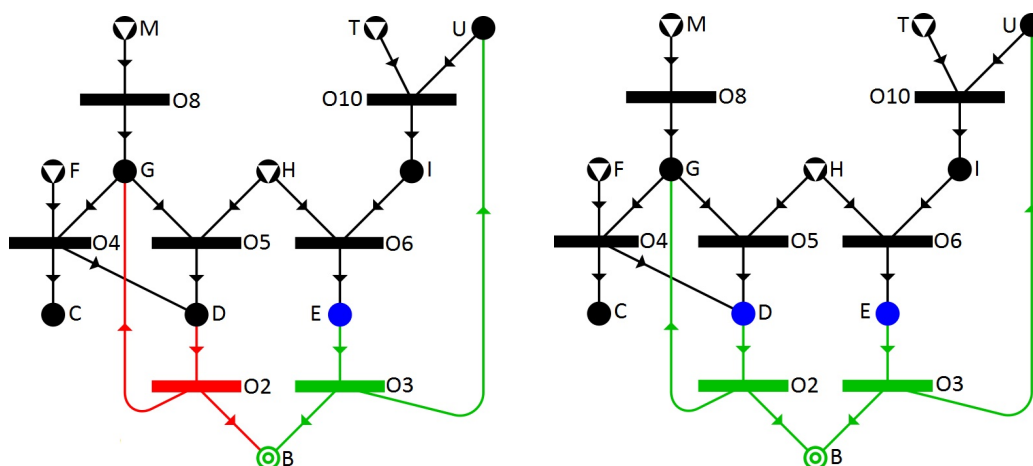 M T U M T U
O8 O10 O8 O10
F G H I F G H I
O4 O5 O6 O4 O5 O6
C D E C D E
O2 O3 O2 O3
B B